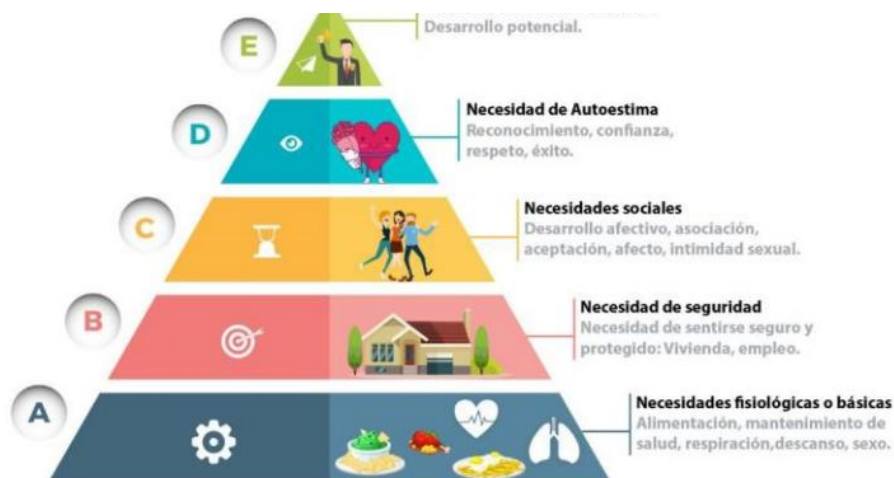 E
Desarrollo potencial.
D
Necesidad de Autoestima
Reconocimiento, confianza,
respeto, éxito.
C
Necesidades sociales
Desarrollo afectivo, asociación,
aceptación, afecto, intimidad sexual.
B
Necesidad de seguridad
Necesidad de sentirse seguro y
protegido: Vivienda, empleo.
A
Necesidades fisiológicas o básicas
Alimentación, mantenimiento de
salud, respiración,descanso, sexo.